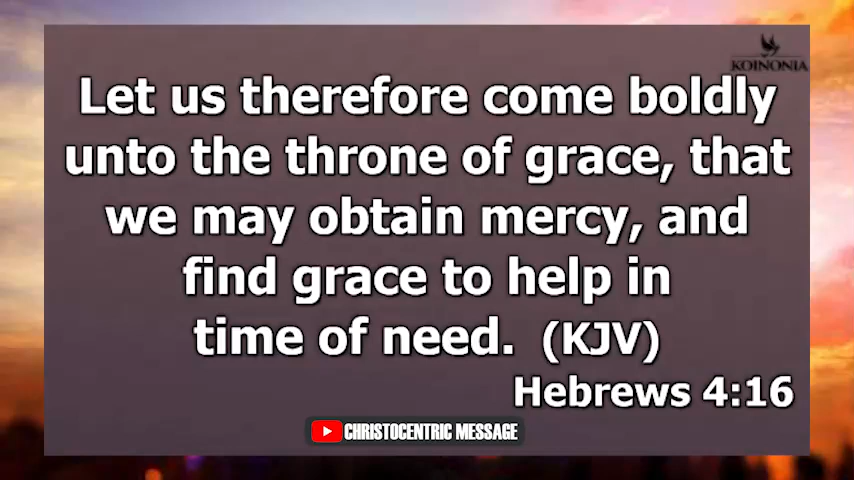 KOINONIA
Let us therefore come boldly
unto the throne of grace, that
we may obtain mercy, and
find grace to help in
time of need. (KJV)
Hebrews 4:16
CHRISTOCENTRIC MESSAGE